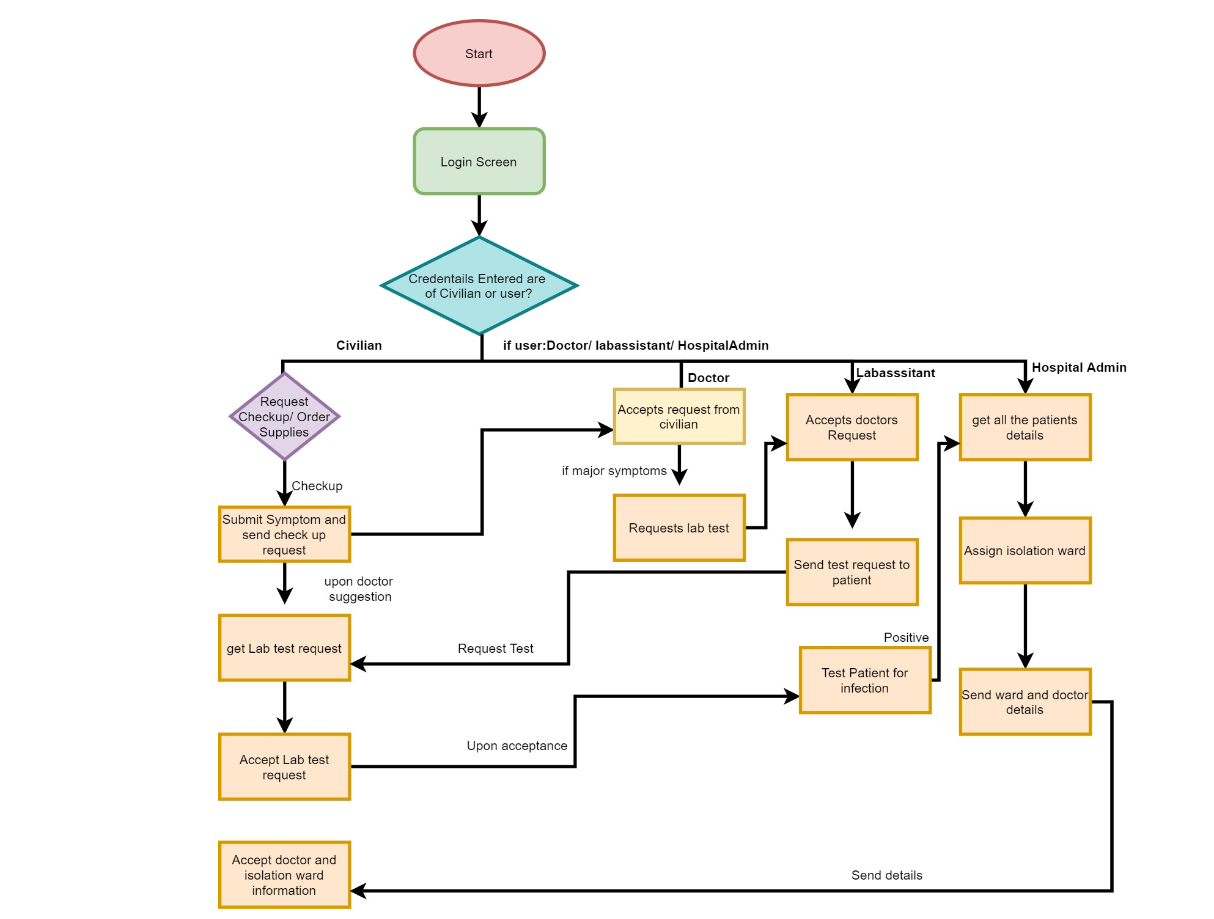 Start
Login Screen
Credentails Entered are
of Civilian or user?
Civilian
if user:Doctor/ labassistant/ HospitalAdmin
Doctor
Labasssitant
Hospital Admin
Request
Checkup/ Order
Supplies
Accepts request from
civilian
Accepts doctors
Request
get all the patients
details
if major symptoms
Checkup
Submit Symptom and
send check up
request
Requests lab test
Assign isolation ward
Send test request to
patient
upon doctor
suggestion
get Lab test request
Request Test
Positive
Test Patient for
infection
Send ward and doctor
details
Upon acceptance
Accept Lab test
request
Accept doctor and
isolation ward
information
Send details